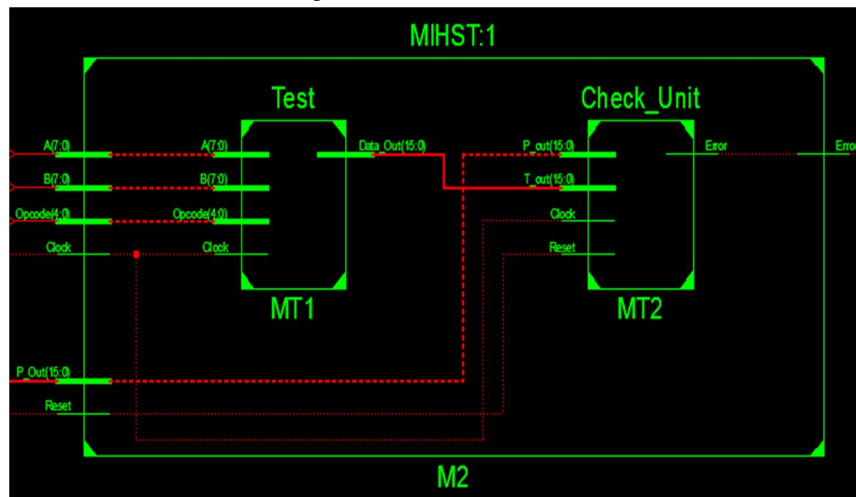 MIHST:1
Test
Check_Unit
A(7:0) A(7:0) Data_Out(15:0) P_out(15:0) Error Error
B(7:0) B(7:0) T_out(15:0)
Opcode(4:0) Opcode(4:0) Clock
Clock Clock Reset
MT1
MT2
P_Out(15:0)
Reset
M2